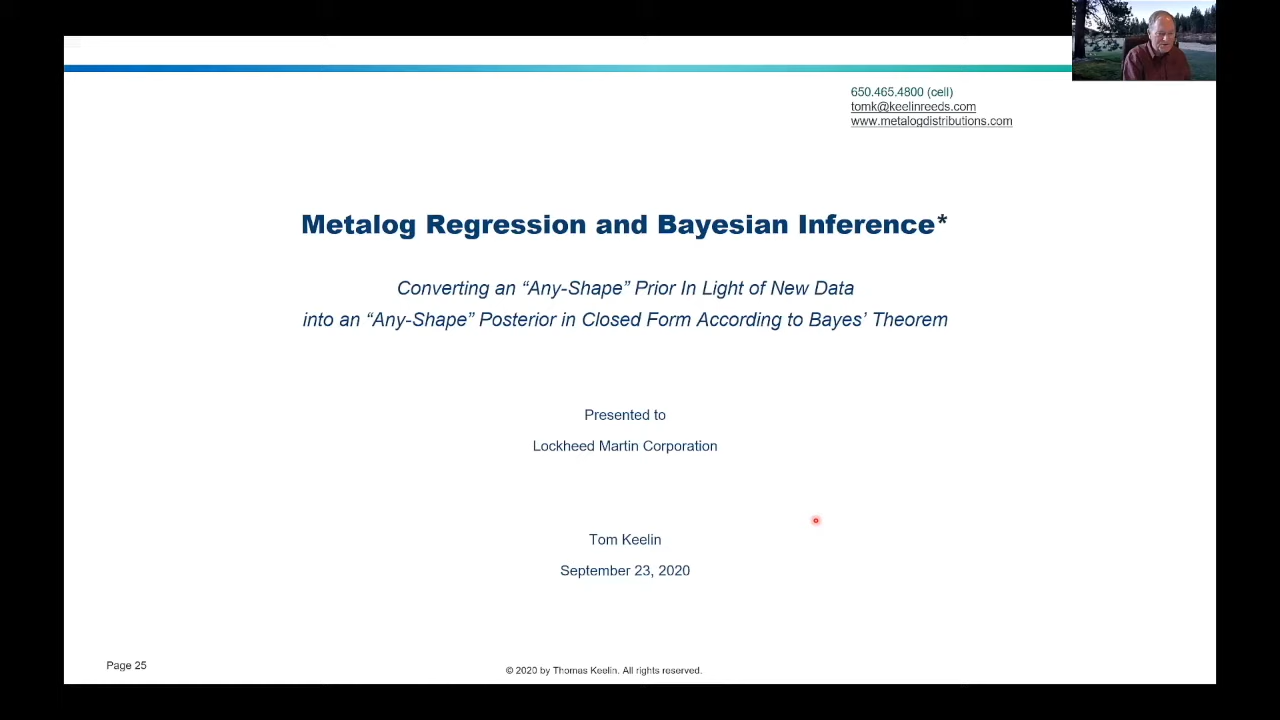 650.465.4800 (cell)
tomk@keelinreeds.com
www.metalogdistributions.com
Metalog Regression and Bayesian Inference*
Converting an “Any-Shape” Prior In Light of New Data
into an “Any-Shape” Posterior in Closed Form According to Bayes’ Theorem
Presented to
Lockheed Martin Corporation
Tom Keelin
September 23, 2020
Page 25
© 2020 by Thomas Keelin. All rights reserved.